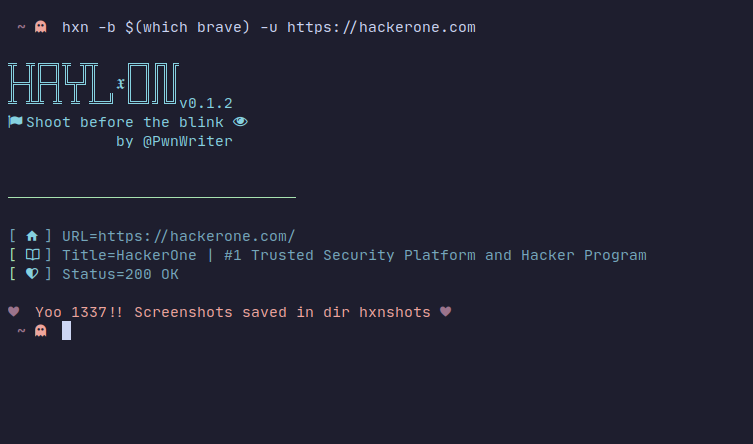 ~ hxn -b $(which brave) -u https://hackerone.com
HAYLxON v0.1.2
Shoot before the blink
by @PwnWriter
[ ] URL=https://hackerone.com/
[ ] Title=HackerOne | #1 Trusted Security Platform and Hacker Program
[ ] Status=200 OK
Yoo 1337!! Screenshots saved in dir hxnshots
~